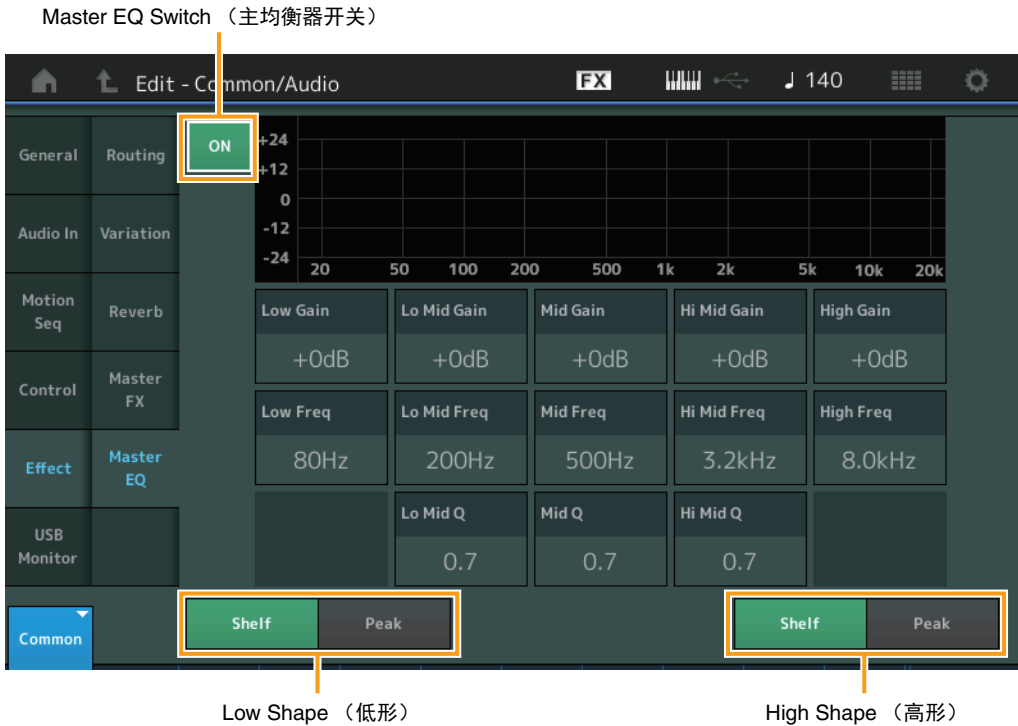 Master EQ Switch （主均衡器开关）
Edit - Common/Audio FX 140
General Routing ON
Audio In Variation
Motion Seq Reverb
Control Master FX
Effect Master EQ
USB Monitor
Common
+24
+12
0
-12
-24
20 50 100 200 500 1k 2k 5k 10k 20k
Low Gain Lo Mid Gain Mid Gain Hi Mid Gain High Gain
+0dB +0dB +0dB +0dB +0dB
Low Freq Lo Mid Freq Mid Freq Hi Mid Freq High Freq
80Hz 200Hz 500Hz 3.2kHz 8.0kHz
Lo Mid Q Mid Q Hi Mid Q
0.7 0.7 0.7
Shelf Peak Shelf Peak
Low Shape （低形） High Shape （高形）